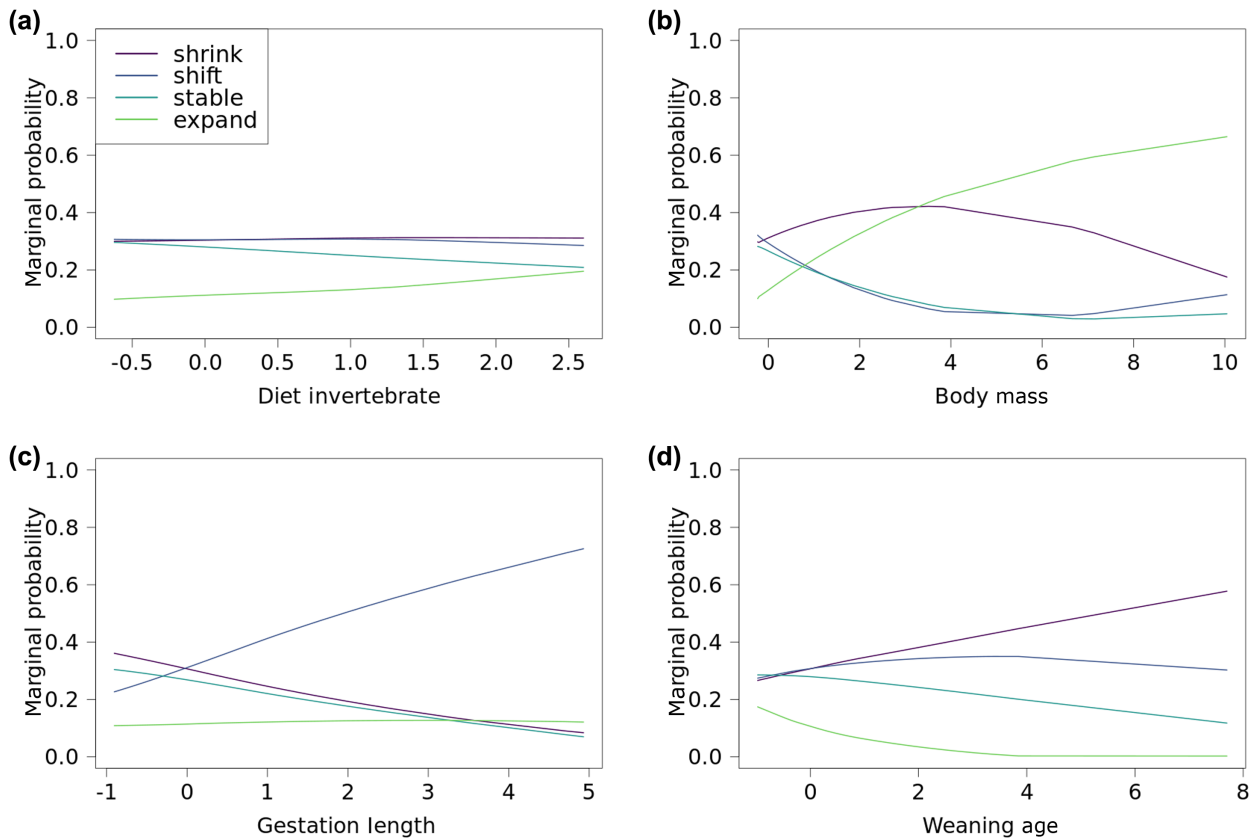 (a)
1.0
0.8
0.6
0.4
0.2
0.0
Marginal probability
shrink
shift
stable
expand
-0.5 0.0 0.5 1.0 1.5 2.0 2.5
Diet invertebrate
(b)
1.0
0.8
0.6
0.4
0.2
0.0
Marginal probability
0 2 4 6 8 10
Body mass
(c)
1.0
0.8
0.6
0.4
0.2
0.0
Marginal probability
-1 0 1 2 3 4 5
Gestation length
(d)
1.0
0.8
0.6
0.4
0.2
0.0
Marginal probability
0 2 4 6 8
Weaning age